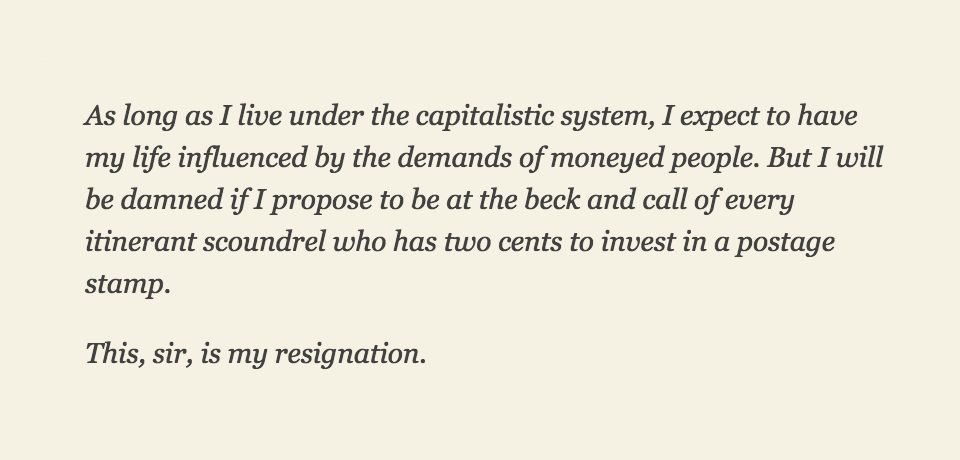 As long as I live under the capitalistic system, I expect to have
my life influenced by the demands of moneyed people. But I will
be damned if I propose to be at the beck and call of every
itinerant scoundrel who has two cents to invest in a postage
stamp.
This, sir, is my resignation.